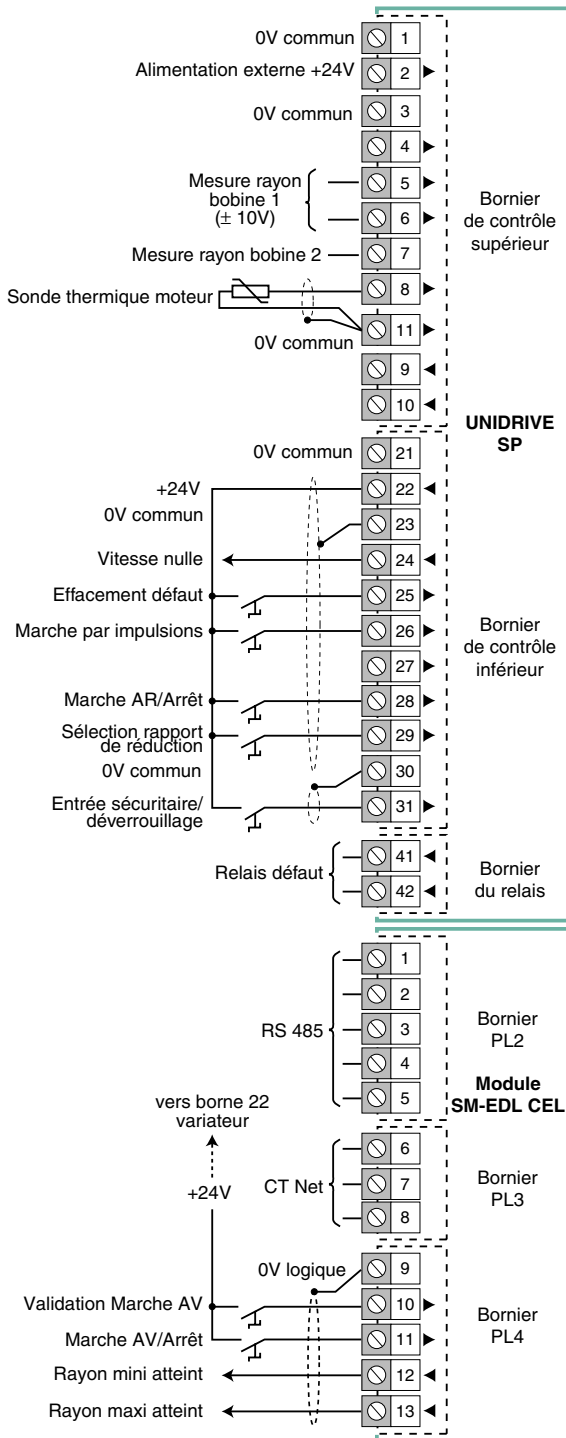 0V commun 1
Alimentation externe +24V 2
0V commun 3
4
Mesure rayon
bobine 1
(± 10V)
5
6
Mesure rayon bobine 2 7
Sonde thermique moteur 8
0V commun 11
9
10
Bornier
de contrôle
supérieur
UNIDRIVE
SP
0V commun 21
+24V 22
0V commun 23
Vitesse nulle 24
Effacement défaut 25
Marche par impulsions 26
27
Marche AR/Arrêt 28
Sélection rapport
de réduction
29
0V commun 30
Entrée sécuritaire/
déverrouillage
31
Bornier
de contrôle
inférieur
Relais défaut
41
42
Bornier
du relais
RS 485
1
2
3
4
5
Bornier
PL2
Module
SM-EDL CEL
vers borne 22
variateur
+24V
CT Net
6
7
8
Bornier
PL3
0V logique 9
Validation Marche AV 10
Marche AV/Arrêt 11
Rayon mini atteint 12
Rayon maxi atteint 13
Bornier
PL4